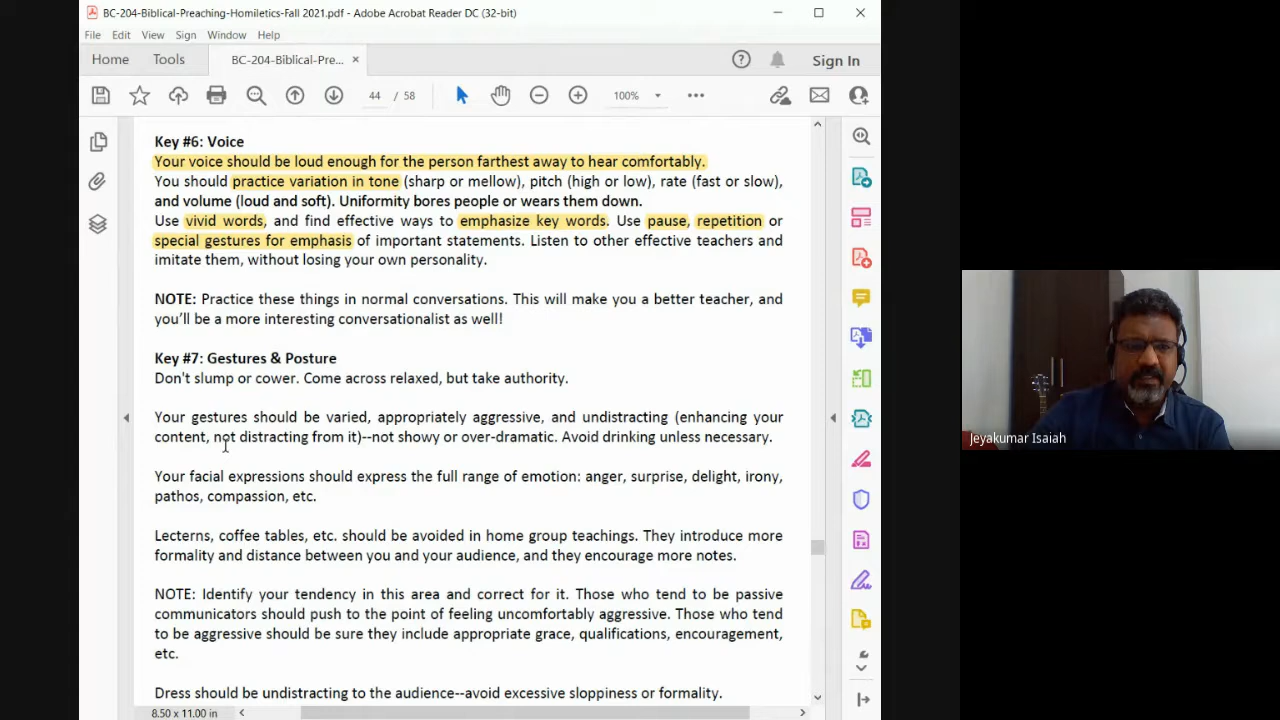 BC-204-Biblical-Preaching-Homiletics-Fall 2021.pdf - Adobe Acrobat Reader DC (32-bit)
File Edit View Sign Window Help
Home Tools BC-204-Biblical-Pre... × Sign In
44 / 58 100%
Key #6: Voice
Your voice should be loud enough for the person farthest away to hear comfortably.
You should practice variation in tone (sharp or mellow), pitch (high or low), rate (fast or slow),
and volume (loud and soft). Uniformity bores people or wears them down.
Use vivid words, and find effective ways to emphasize key words. Use pause, repetition or
special gestures for emphasis of important statements. Listen to other effective teachers and
imitate them, without losing your own personality.
NOTE: Practice these things in normal conversations. This will make you a better teacher, and
you'll be a more interesting conversationalist as well!
Key #7: Gestures & Posture
Don't slump or cower. Come across relaxed, but take authority.
Your gestures should be varied, appropriately aggressive, and undistracting (enhancing your
content, not distracting from it)--not showy or over-dramatic. Avoid drinking unless necessary.
Your facial expressions should express the full range of emotion: anger, surprise, delight, irony,
pathos, compassion, etc.
Lecterns, coffee tables, etc. should be avoided in home group teachings. They introduce more
formality and distance between you and your audience, and they encourage more notes.
NOTE: Identify your tendency in this area and correct for it. Those who tend to be passive
communicators should push to the point of feeling uncomfortably aggressive. Those who tend
to be aggressive should be sure they include appropriate grace, qualifications, encouragement,
etc.
Dress should be undistracting to the audience--avoid excessive sloppiness or formality.
8.50 x 11.00 in
Jeyakumar Isaiah